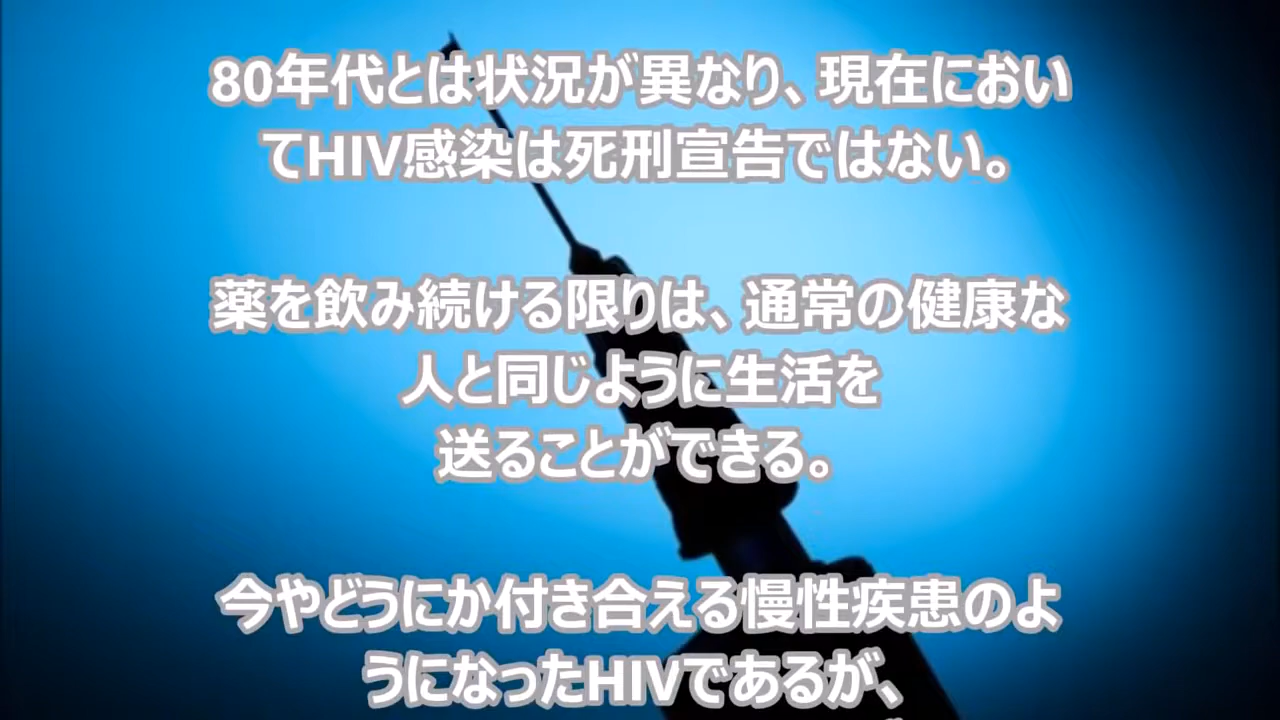 80年代とは状況が異なり、現在におい
てHIV感染は死刑宣告ではない。
薬を飲み続ける限りは、通常の健康な
人と同じように生活を
送ることができる。
今やどうにか付き合える慢性疾患のよ
うになったHIVであるが、